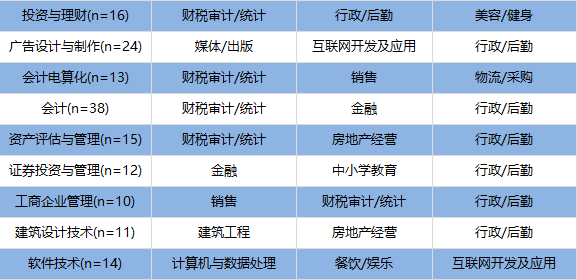 投资与理财(n=16) 财税审计/统计 行政/后勤 美容/健身
广告设计与制作(n=24) 媒体/出版 互联网开发及应用 行政/后勤
会计电算化(n=13) 财税审计/统计 销售 物流/采购
会计(n=38) 财税审计/统计 金融 行政/后勤
资产评估与管理(n=15) 财税审计/统计 房地产经营 行政/后勤
证券投资与管理(n=12) 金融 中小学教育 行政/后勤
工商企业管理(n=10) 销售 财税审计/统计 行政/后勤
建筑设计技术(n=11) 建筑工程 房地产经营 行政/后勤
软件技术(n=14) 计算机与数据处理 餐饮/娱乐 互联网开发及应用